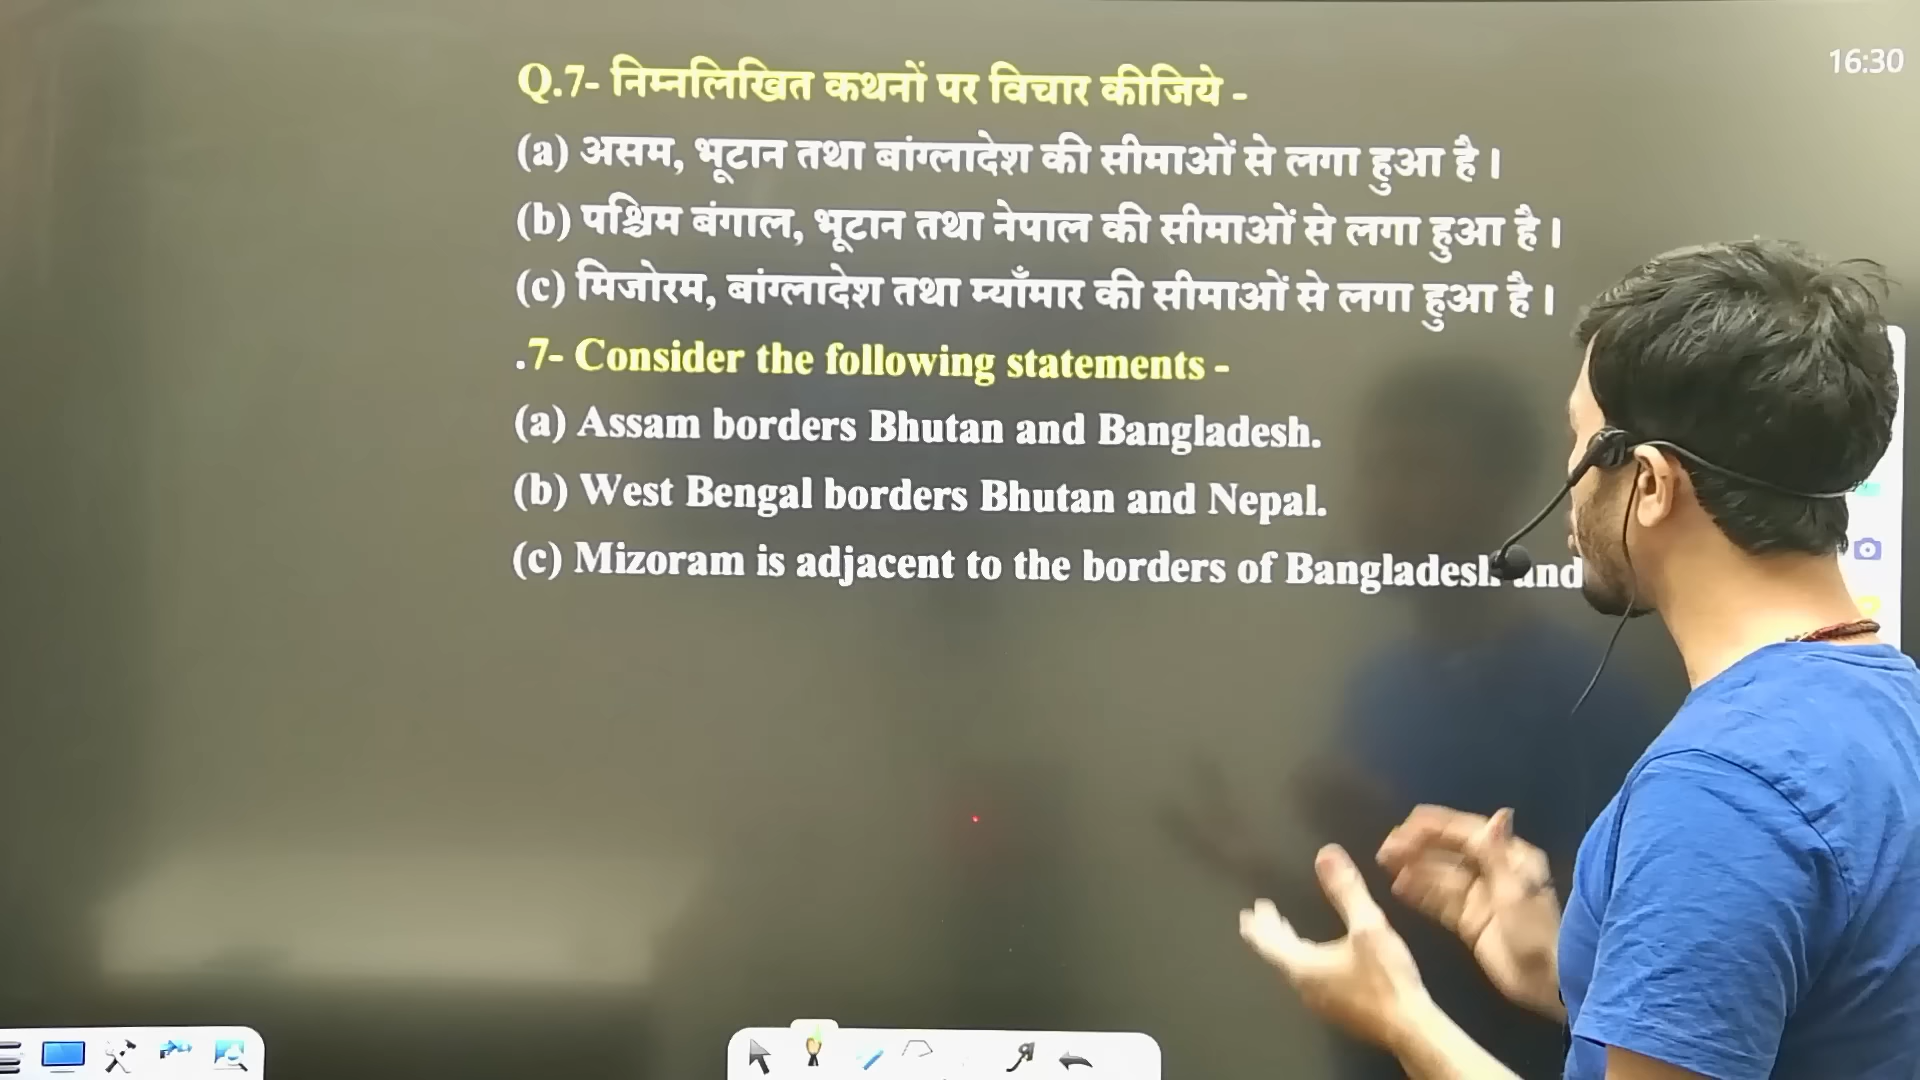 16:30
Q.7- निम्नलिखित कथनों पर विचार कीजिये -
(a) असम, भूटान तथा बांग्लादेश की सीमाओं से लगा हुआ है ।
(b) पश्चिम बंगाल, भूटान तथा नेपाल की सीमाओं से लगा हुआ है ।
(c) मिजोरम, बांग्लादेश तथा म्याँमार की सीमाओं से लगा हुआ है ।
.7- Consider the following statements -
(a) Assam borders Bhutan and Bangladesh.
(b) West Bengal borders Bhutan and Nepal.
(c) Mizoram is adjacent to the borders of Bangladesh and